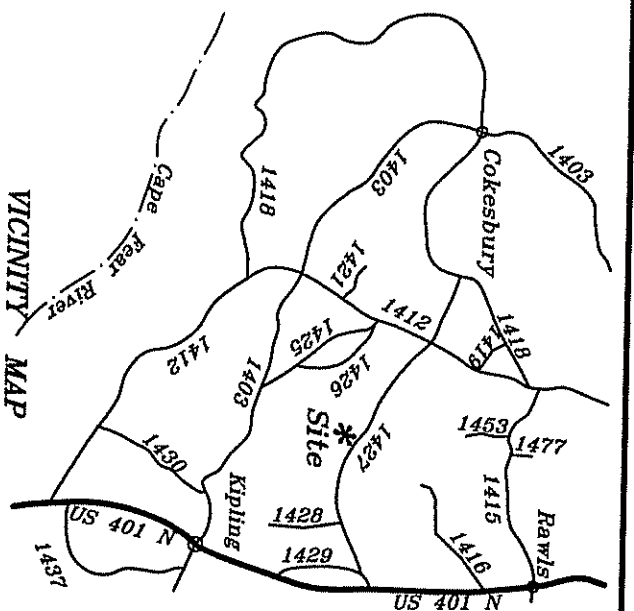 1403
Cokesbury
1403
1418
1421
1412
1418
1419
Cape Fear River
1425
1426
1412
1403
Site
1427
1453
1477
1415
Rawls
1430
Kipling
1428
1429
1416
US 401 N
US 401 N
1437
VICINITY MAP